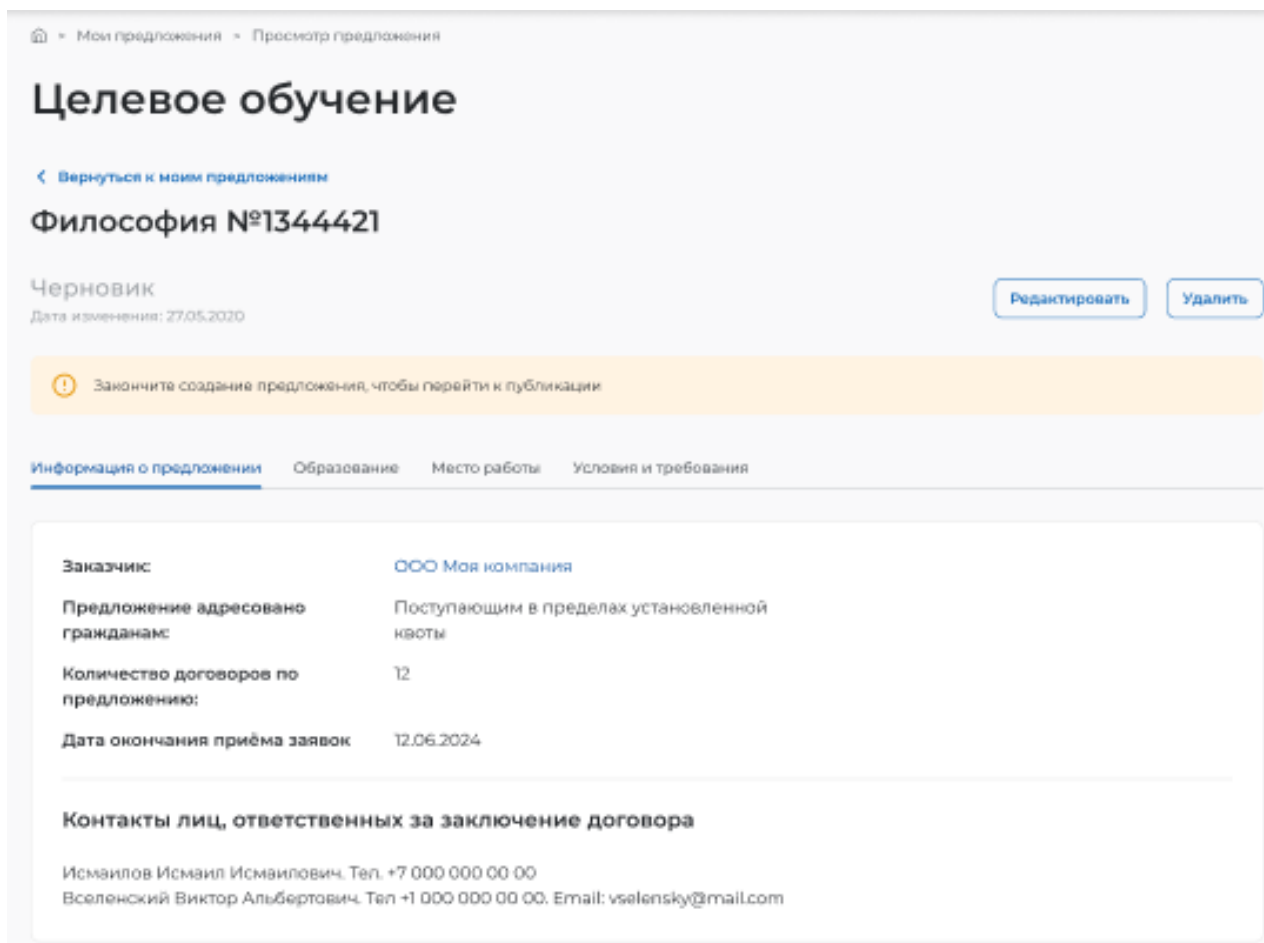 Мои предложения Просмотр предложения
Целевое обучение
Вернуться к моим предложениям
Философия №1344421
Черновик
Дата изменения: 27.05.2020
Редактировать Удалить
Закончите создание предложения, чтобы перейти к публикации
Информация о предложении Образование Место работы Условия и требования
Заказчик: ООО Моя компания
Предложение адресовано Поступающим в пределах установленной
гражданам: квоты
Количество договоров по 12
предложению:
Дата окончания приёма заявок 12.06.2024
Контакты лиц, ответственных за заключение договора
Исмаилов Исмаил Исмаилович. Тел. +7 000 000 00 00
Вселенский Виктор Альбертович. Тел +1 000 000 00 00. Email: vselensky@mail.com